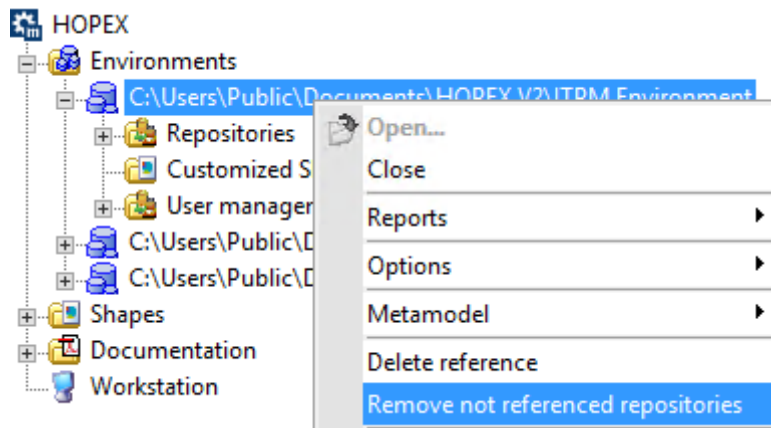 HOPEX
Environments
C:\Users\Public\Documents\HOPEX V2\ITPM Environment
Repositories
Open...
Customized S
Close
User manager
Reports
C:\Users\Public\D
Options
C:\Users\Public\D
Shapes
Metamodel
Documentation
Delete reference
Workstation
Remove not referenced repositories